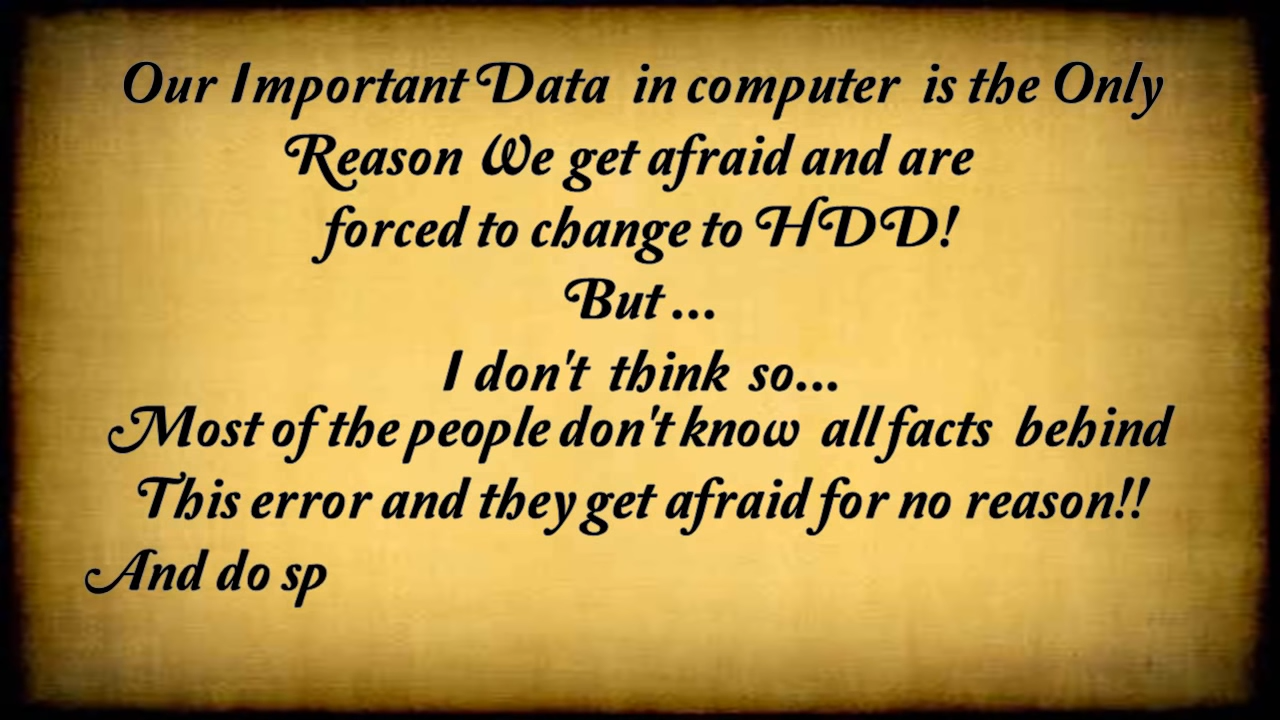 Our Important Data in computer is the Only
Reason We get afraid and are
forced to change to HDD!
But ...
I don't think so...
Most of the people don't know all facts behind
This error and they get afraid for no reason!!
And do sp